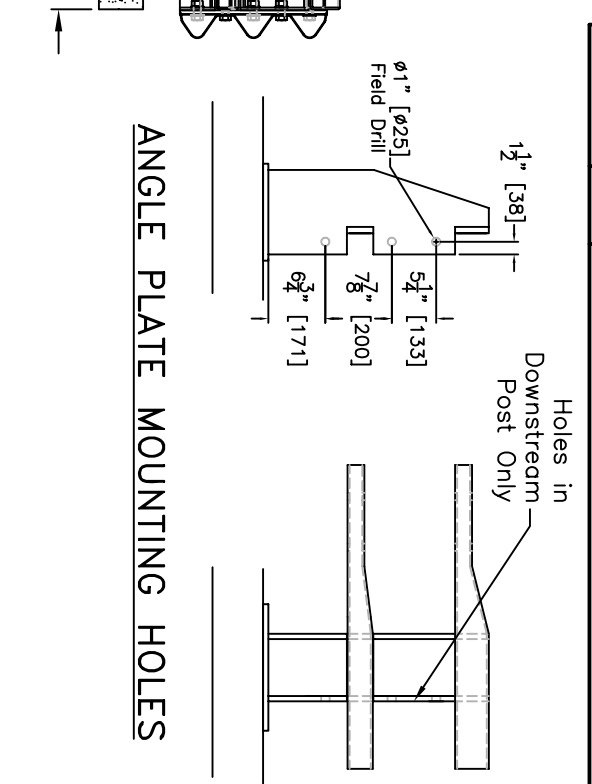 1½" [38]
ø1" [ø25]
Field Drill
5¼" [133]
7⅞" [200]
6¾" [171]
Holes in
Downstream
Post Only
ANGLE PLATE MOUNTING HOLES